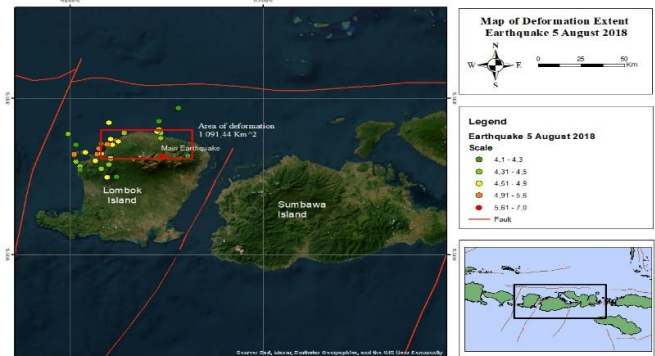 Map of Deformation Extent
Earthquake 5 August 2018
N
W E
S
0 25 50
Km
Area of deformation
1 091,44 Km^2
Main Earthquake
Lombok
Island
Sumbawa
Island
Legend
Earthquake 5 August 2018
Scale
4,1 - 4,3
4,31 - 4,5
4,51 - 4,9
4,91 - 5,6
5,61 - 7,0
Fault